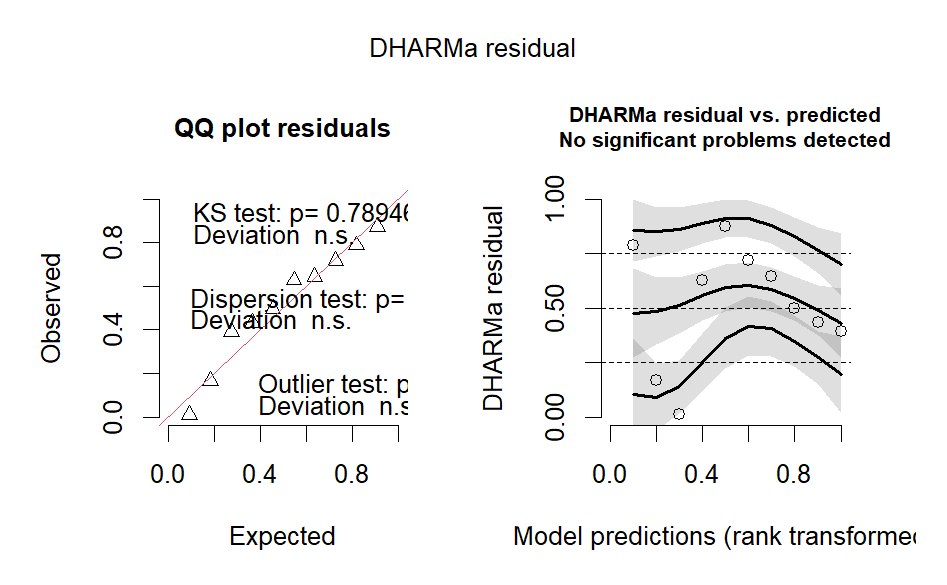 DHARMa residual
QQ plot residuals
KS test: p= 0.78946
Deviation n.s.
Dispersion test: p=
Deviation n.s.
Outlier test: p
Deviation n.s
Observed
0.0 0.4 0.8
0.0 0.4 0.8
Expected
DHARMa residual vs. predicted
No significant problems detected
DHARMa residual
0.00 0.50 1.00
0.0 0.4 0.8
Model predictions (rank transformed